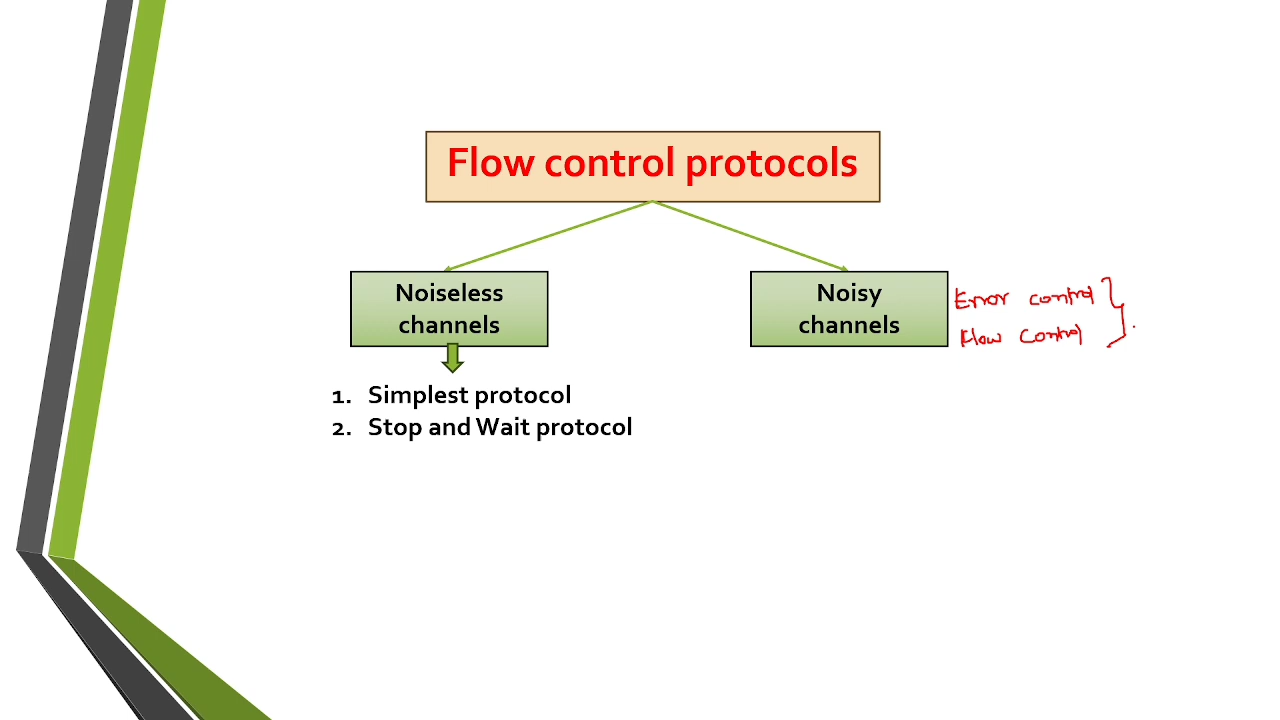 Flow control protocols
Noiseless
channels
Noisy
channels
Error control
Flow Control
1. Simplest protocol
2. Stop and Wait protocol